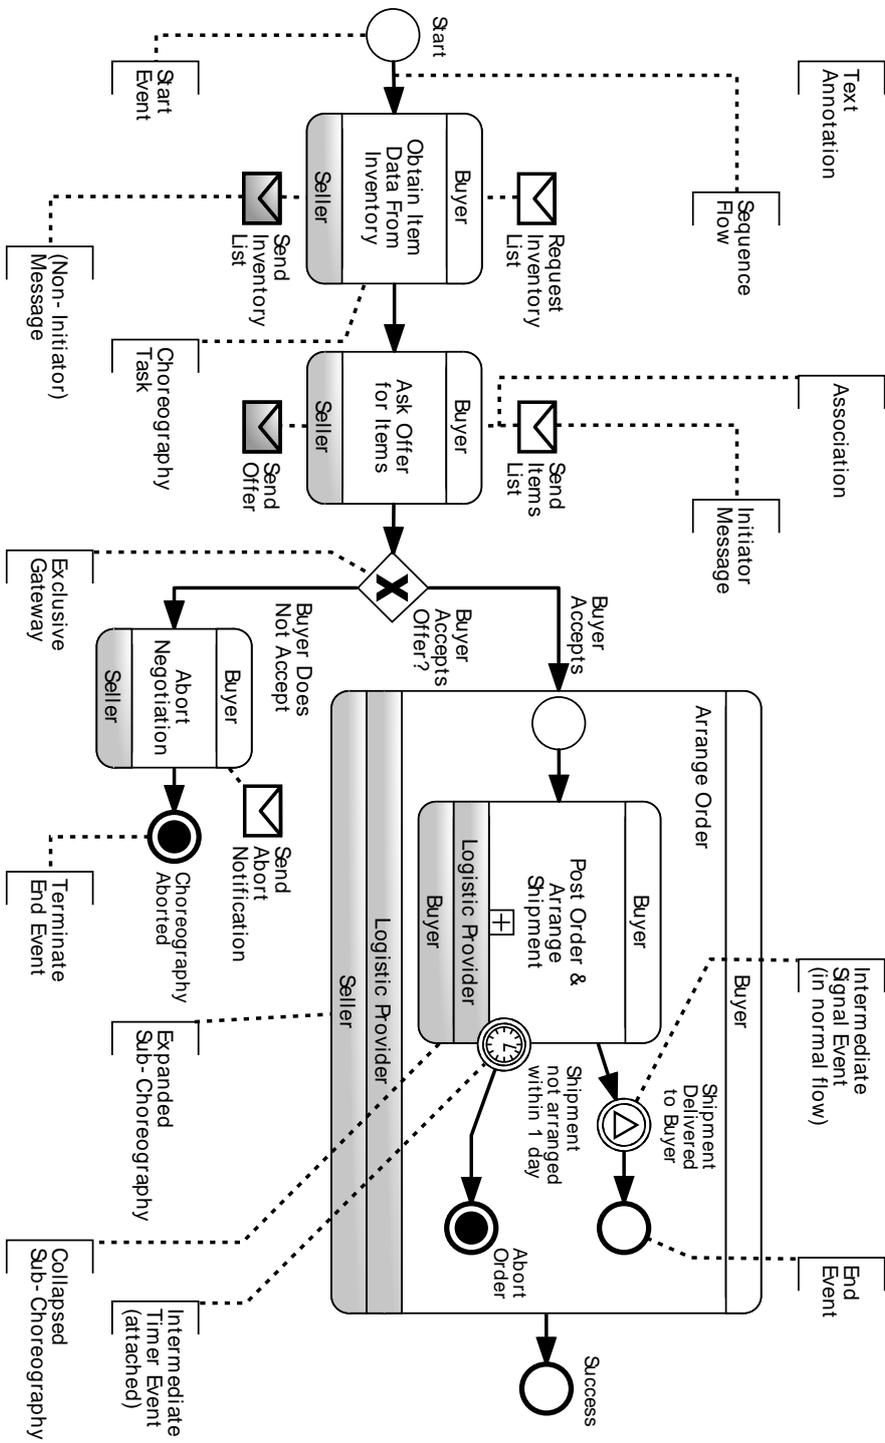 Text
Annotation
Sequence
Flow
Association
Initiator
Message
Intermediate
Signal Event
(in normal flow)
End
Event
Start
Request
Inventory
List
Buyer
Obtain Item
Data From
Inventory
Seller
Send
Inventory
List
Send
Items
List
Buyer
Ask Offer
for Items
Seller
Send
Offer
Buyer
Accepts
Buyer
Accepts
Offer?
Buyer Does
Not Accept
Buyer
Arrange Order
Buyer
Post Order &
Arrange
Shipment
Logistic Provider
Buyer
Shipment
Delivered
to Buyer
Shipment
not arranged
within 1 day
Abort
Order
Logistic Provider
Seller
Success
Buyer
Abort
Negotiation
Seller
Send
Abort
Notification
Choreography
Aborted
Start
Event
(Non-Initiator)
Message
Choreography
Task
Exclusive
Gateway
Terminate
End Event
Expanded
Sub-Choreography
Collapsed
Sub-Choreography
Intermediate
Timer Event
(attached)